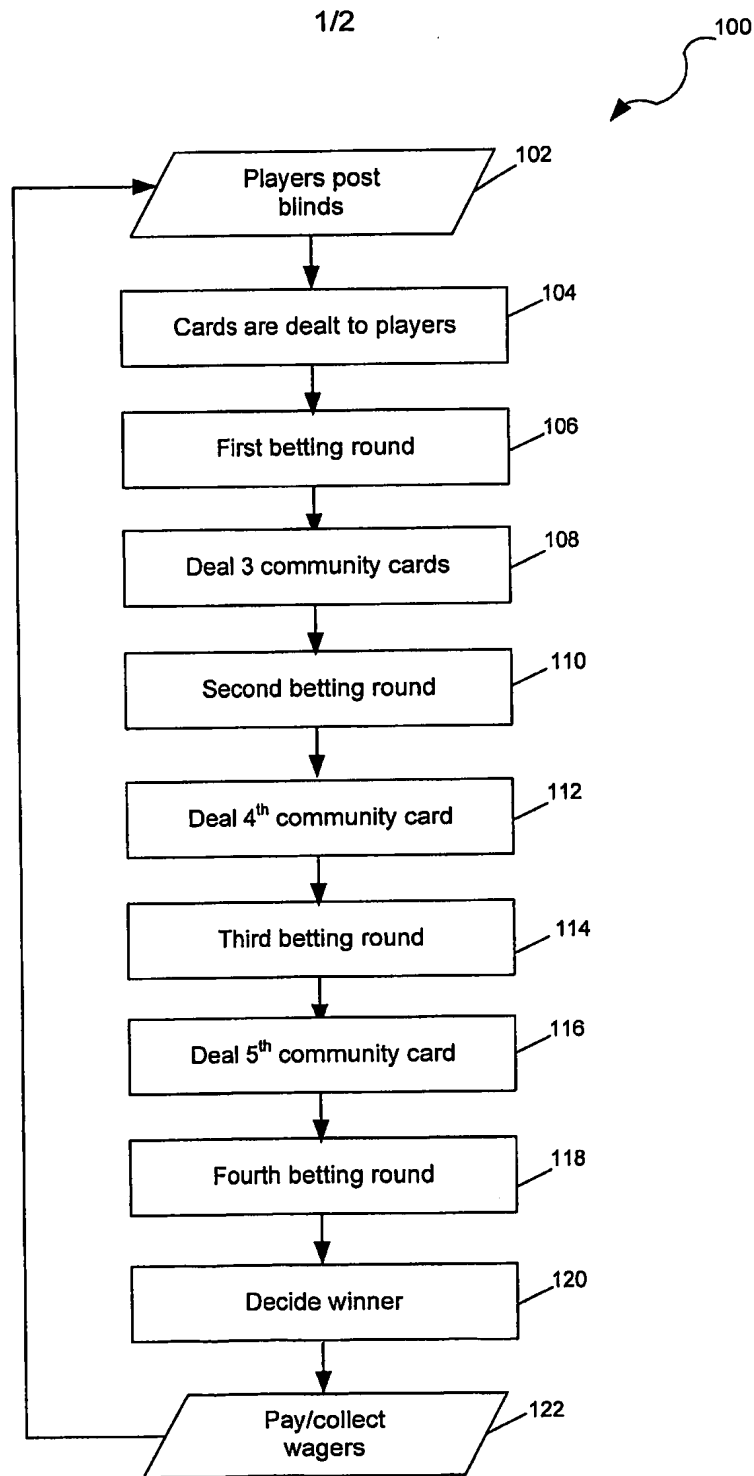 1/2
100
Players post
blinds
102
Cards are dealt to players
104
First betting round
106
Deal 3 community cards
108
Second betting round
110
Deal 4th community card
112
Third betting round
114
Deal 5th community card
116
Fourth betting round
118
Decide winner
120
Pay/collect
wagers
122